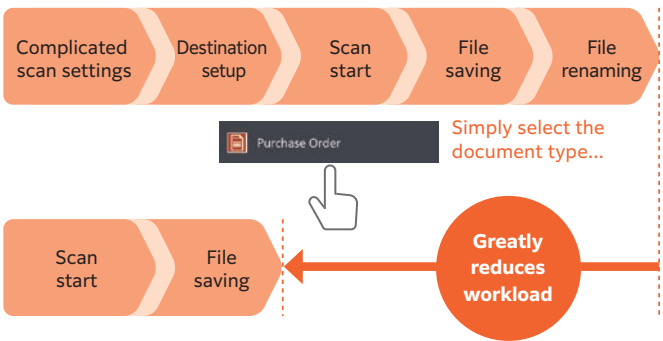 Complicated
scan settings
Destination
setup
Scan
start
File
saving
File
renaming
Purchase Order
Simply select the
document type...
Scan
start
File
saving
Greatly
reduces
workload